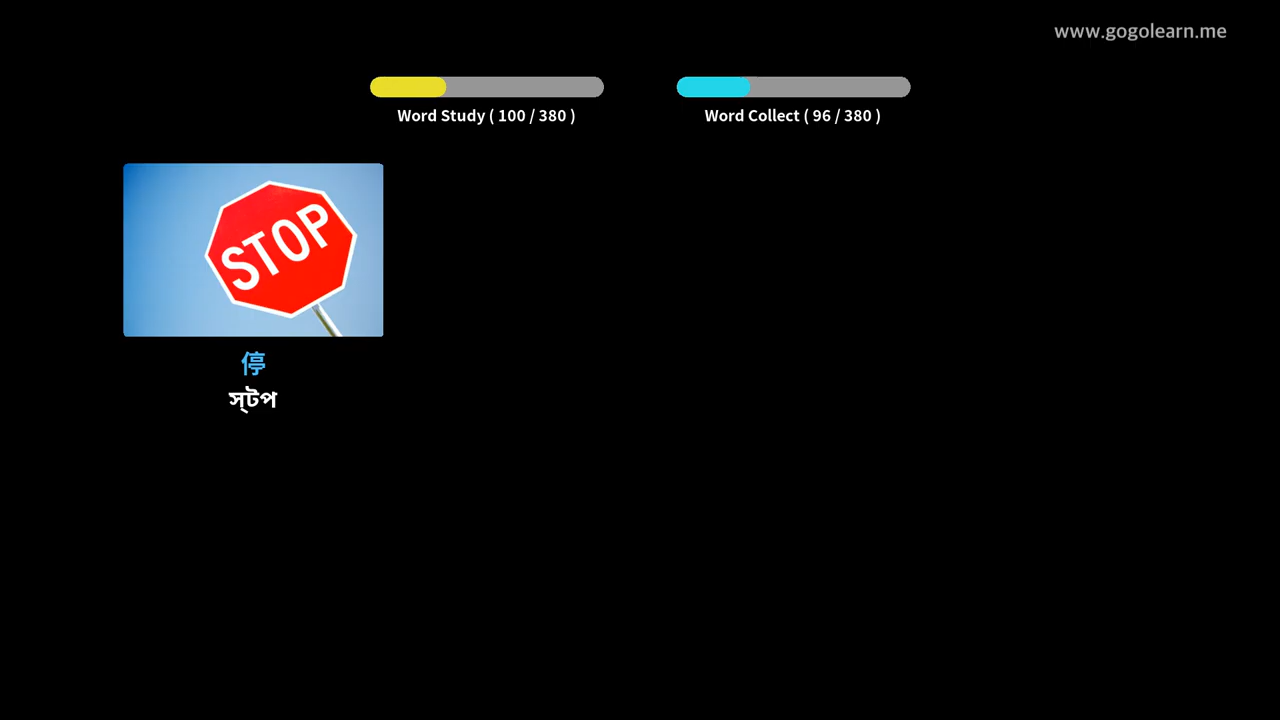 www.gogolearn.me
Word Study ( 100 / 380 )
Word Collect ( 96 / 380 )
STOP
停
স্‌টপ